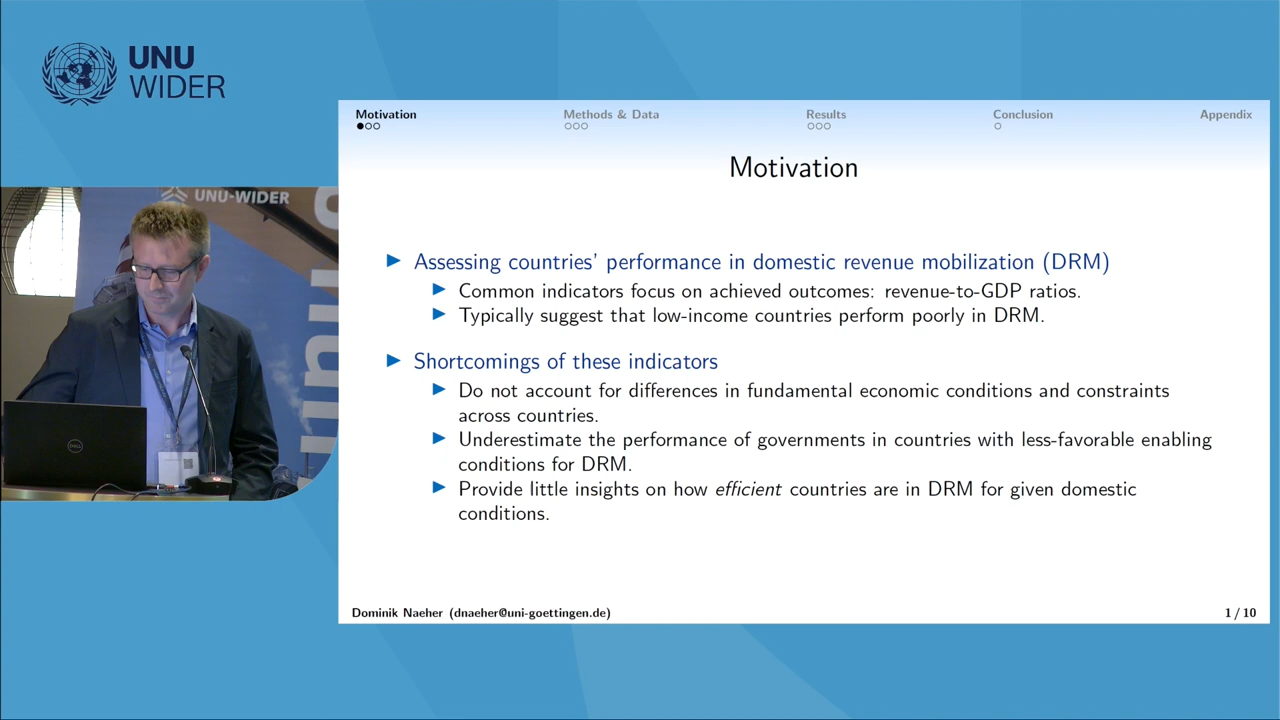 UNU
WIDER
UNU-WIDER
DELL
Motivation
Methods & Data
Results
Conclusion
Appendix
Motivation
Assessing countries' performance in domestic revenue mobilization (DRM)
Common indicators focus on achieved outcomes: revenue-to-GDP ratios.
Typically suggest that low-income countries perform poorly in DRM.
Shortcomings of these indicators
Do not account for differences in fundamental economic conditions and constraints
across countries.
Underestimate the performance of governments in countries with less-favorable enabling
conditions for DRM.
Provide little insights on how efficient countries are in DRM for given domestic
conditions.
Dominik Naeher (dnaeher@uni-goettingen.de)
1 / 10